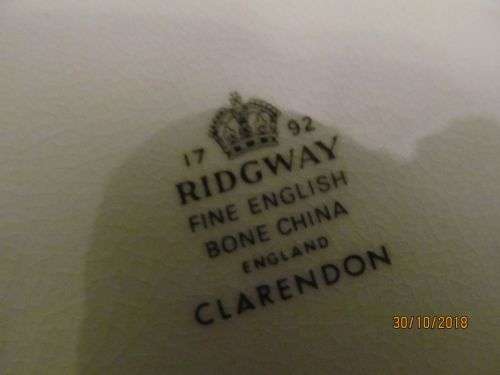 17 92
RIDGWAY
FINE ENGLISH
BONE CHINA
ENGLAND
CLARENDON
30/10/2018